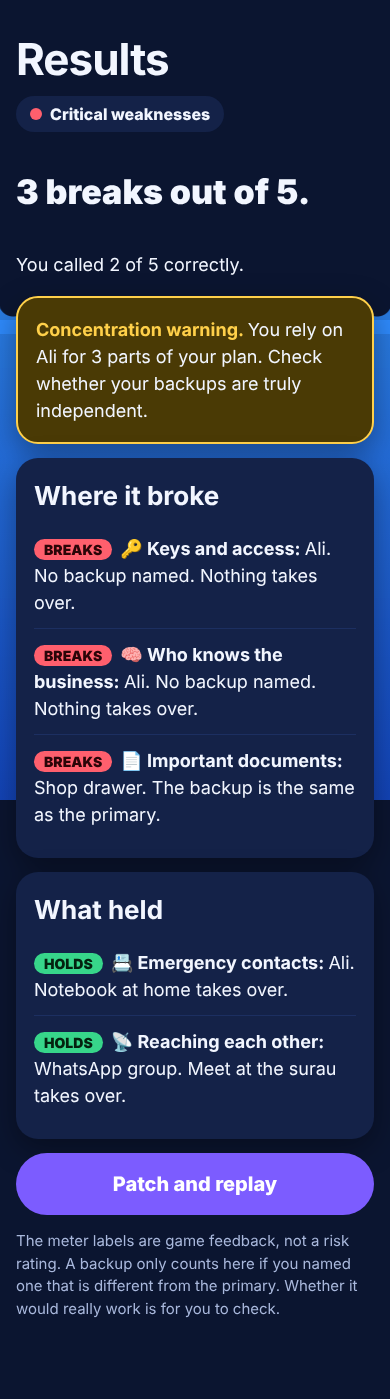 Results
Critical weaknesses
3 breaks out of 5.
You called 2 of 5 correctly.
Concentration warning. You rely on
Ali for 3 parts of your plan. Check
whether your backups are truly
independent.
Where it broke
BREAKS 🔑 Keys and access: Ali.
No backup named. Nothing takes
over.
BREAKS 🧠 Who knows the
business: Ali. No backup named.
Nothing takes over.
BREAKS 📄 Important documents:
Shop drawer. The backup is the same
as the primary.
What held
HOLDS 📇 Emergency contacts: Ali.
Notebook at home takes over.
HOLDS 📡 Reaching each other:
WhatsApp group. Meet at the surau
takes over.
Patch and replay
The meter labels are game feedback, not a risk
rating. A backup only counts here if you named
one that is different from the primary. Whether it
would really work is for you to check.